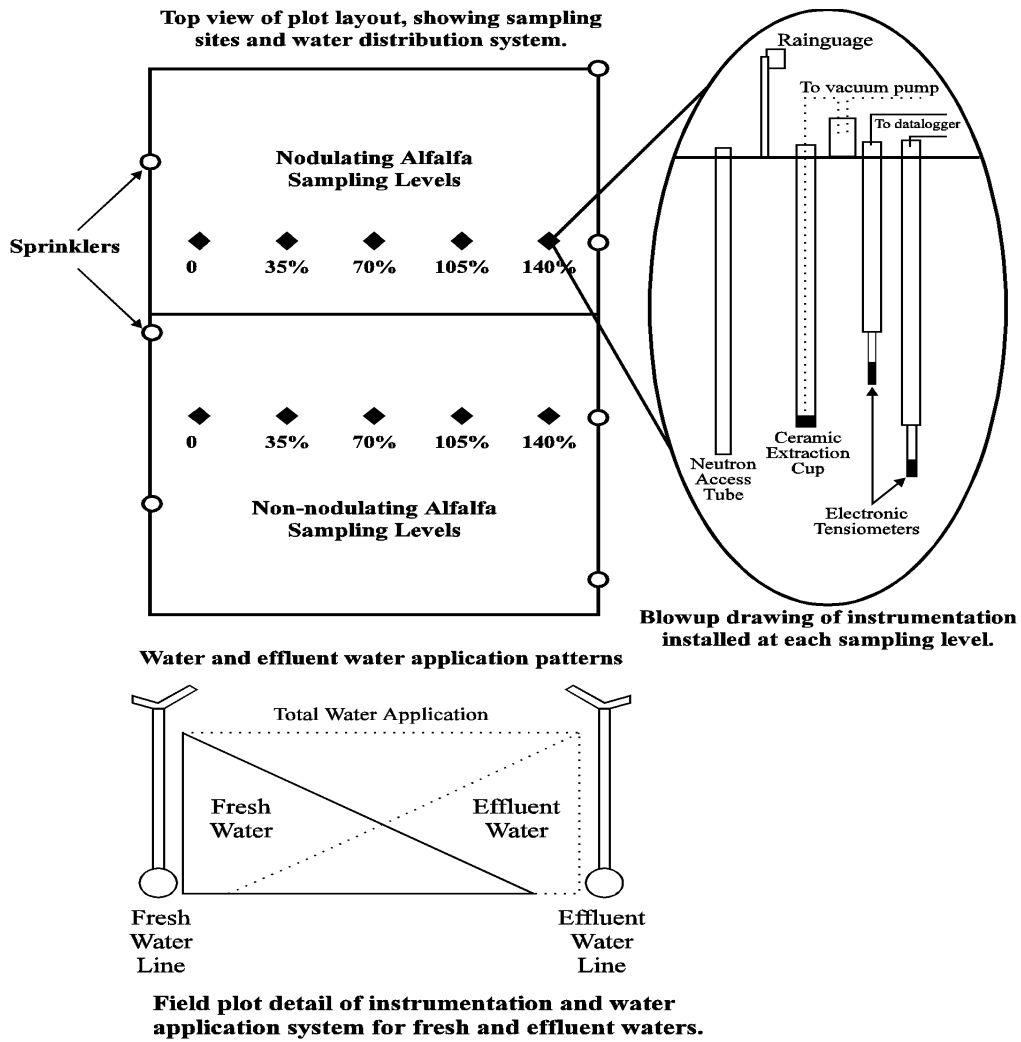 Top view of plot layout, showing sampling
sites and water distribution system.
Nodulating Alfalfa
Sampling Levels
Sprinklers
0 35% 70% 105% 140%
0 35% 70% 105% 140%
Non-nodulating Alfalfa
Sampling Levels
Rainguage
To vacuum pump
To datalogger
Neutron
Access
Tube
Ceramic
Extraction
Cup
Electronic
Tensiometers
Blowup drawing of instrumentation
installed at each sampling level.
Water and effluent water application patterns
Total Water Application
Fresh
Water
Effluent
Water
Fresh
Water
Line
Effluent
Water
Line
Field plot detail of instrumentation and water
application system for fresh and effluent waters.